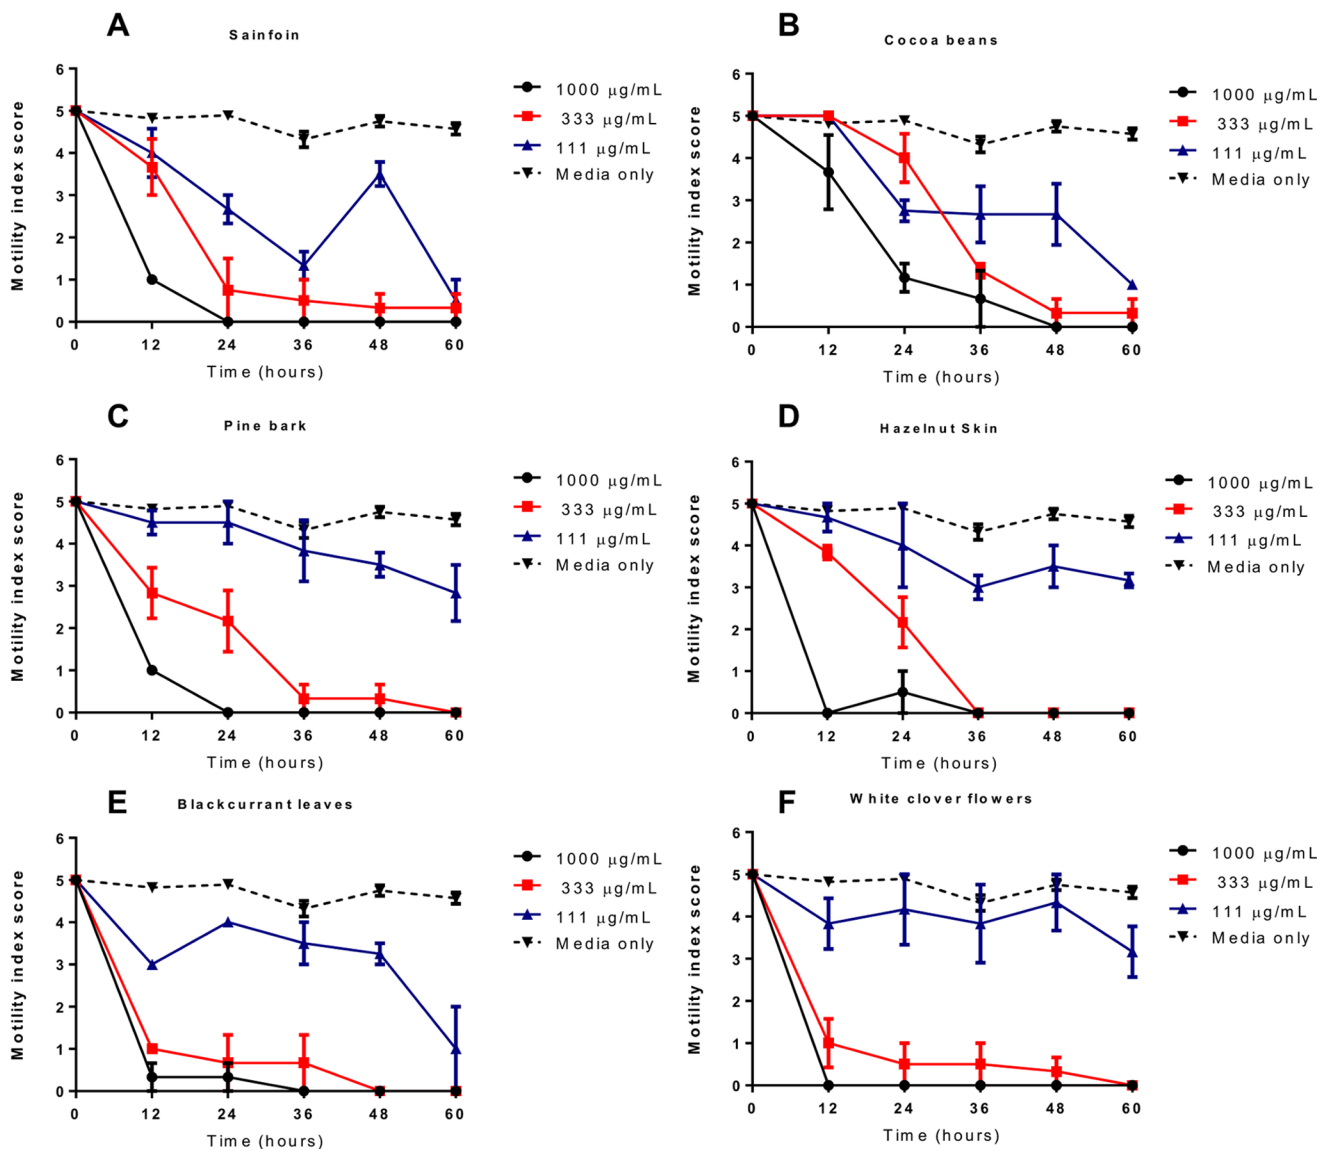 A
Sainfoin
Motility index score
6
5
4
3
2
1
0
0 12 24 36 48 60
Time (hours)
1000 μg/mL
333 μg/mL
111 μg/mL
Media only
B
Cocoa beans
Motility index score
6
5
4
3
2
1
0
0 12 24 36 48 60
Time (hours)
1000 μg/mL
333 μg/mL
111 μg/mL
Media only
C
Pine bark
Motility index score
6
5
4
3
2
1
0
0 12 24 36 48 60
Time (hours)
1000 μg/mL
333 μg/mL
111 μg/mL
Media only
D
Hazelnut Skin
Motility index score
6
5
4
3
2
1
0
0 12 24 36 48 60
Time (hours)
1000 μg/mL
333 μg/mL
111 μg/mL
Media only
E
Blackcurrant leaves
Motility index score
6
5
4
3
2
1
0
0 12 24 36 48 60
Time (hours)
1000 μg/mL
333 μg/mL
111 μg/mL
Media only
F
White clover flowers
Motility index score
6
5
4
3
2
1
0
0 12 24 36 48 60
Time (hours)
1000 μg/mL
333 μg/mL
111 μg/mL
Media only